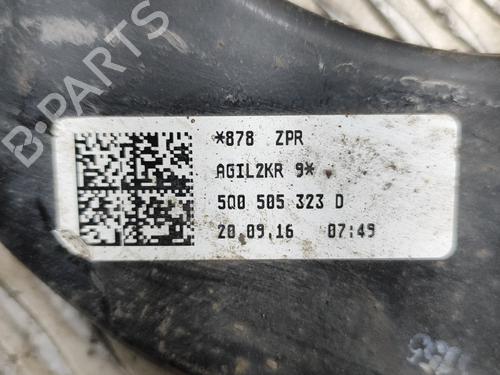 B-PARTS
*878 ZPR
AGIL2KR 9*
5Q0 505 323 D
20.09.16 07:49